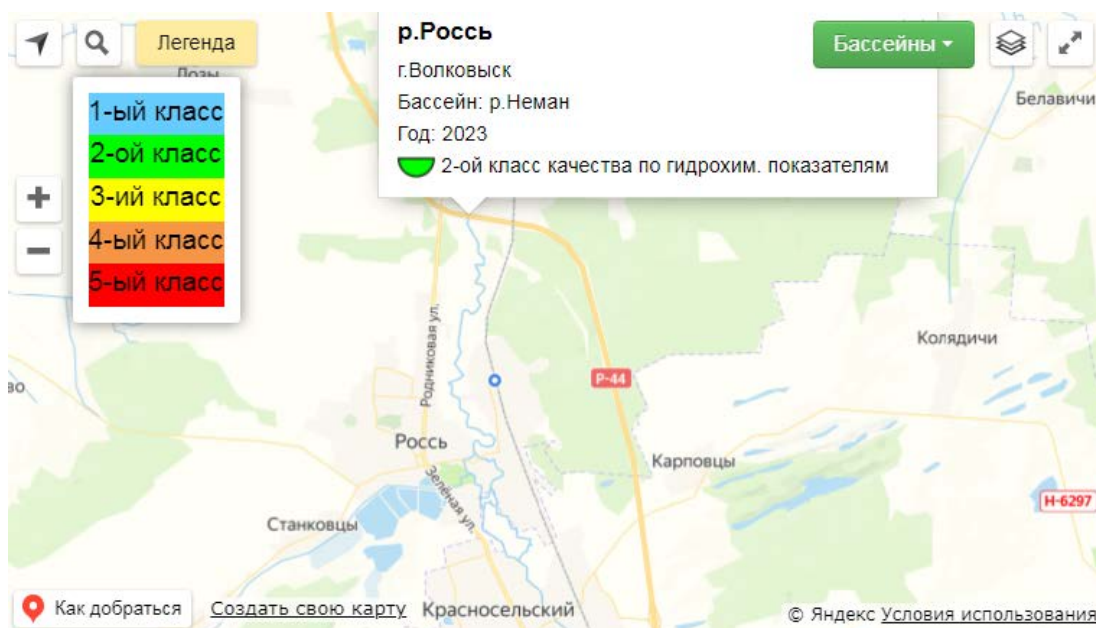 Легенда
р.Россь
г.Волковыск
Бассейн: р.Неман
Год: 2023
2-ой класс качества по гидрохим. показателям
Бассейны
Лозы
Белавичи
1-ый класс
2-ой класс
3-ий класс
4-ый класс
5-ый класс
Родниковая ул.
Колядичи
во
Р-44
Россь
Карповцы
Зелёная ул.
Н-6297
Станковцы
Как добраться
Создать свою карту
Красносельский
© Яндекс Условия использования